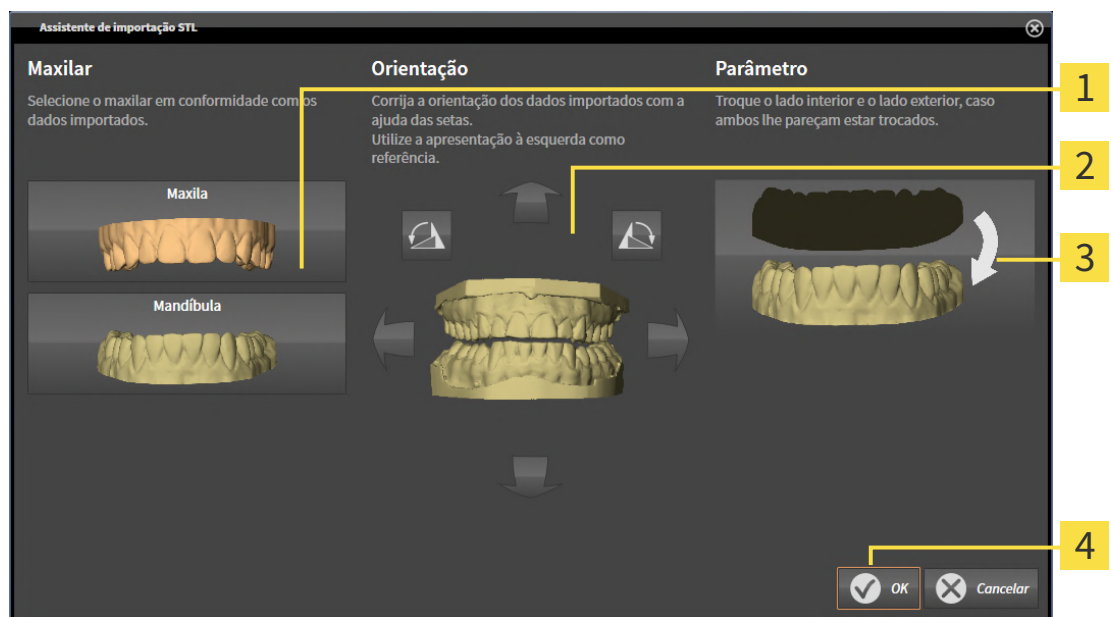 Assistente de importação STL
Maxilar
Selecione o maxilar em conformidade com os
dados importados.
Maxila
Mandíbula
Orientação
Corrija a orientação dos dados importados com a
ajuda das setas.
Utilize a apresentação à esquerda como
referência.
Parâmetro
Troque o lado interior e o lado exterior, caso
ambos lhe pareçam estar trocados.
OK
Cancelar
1
2
3
4